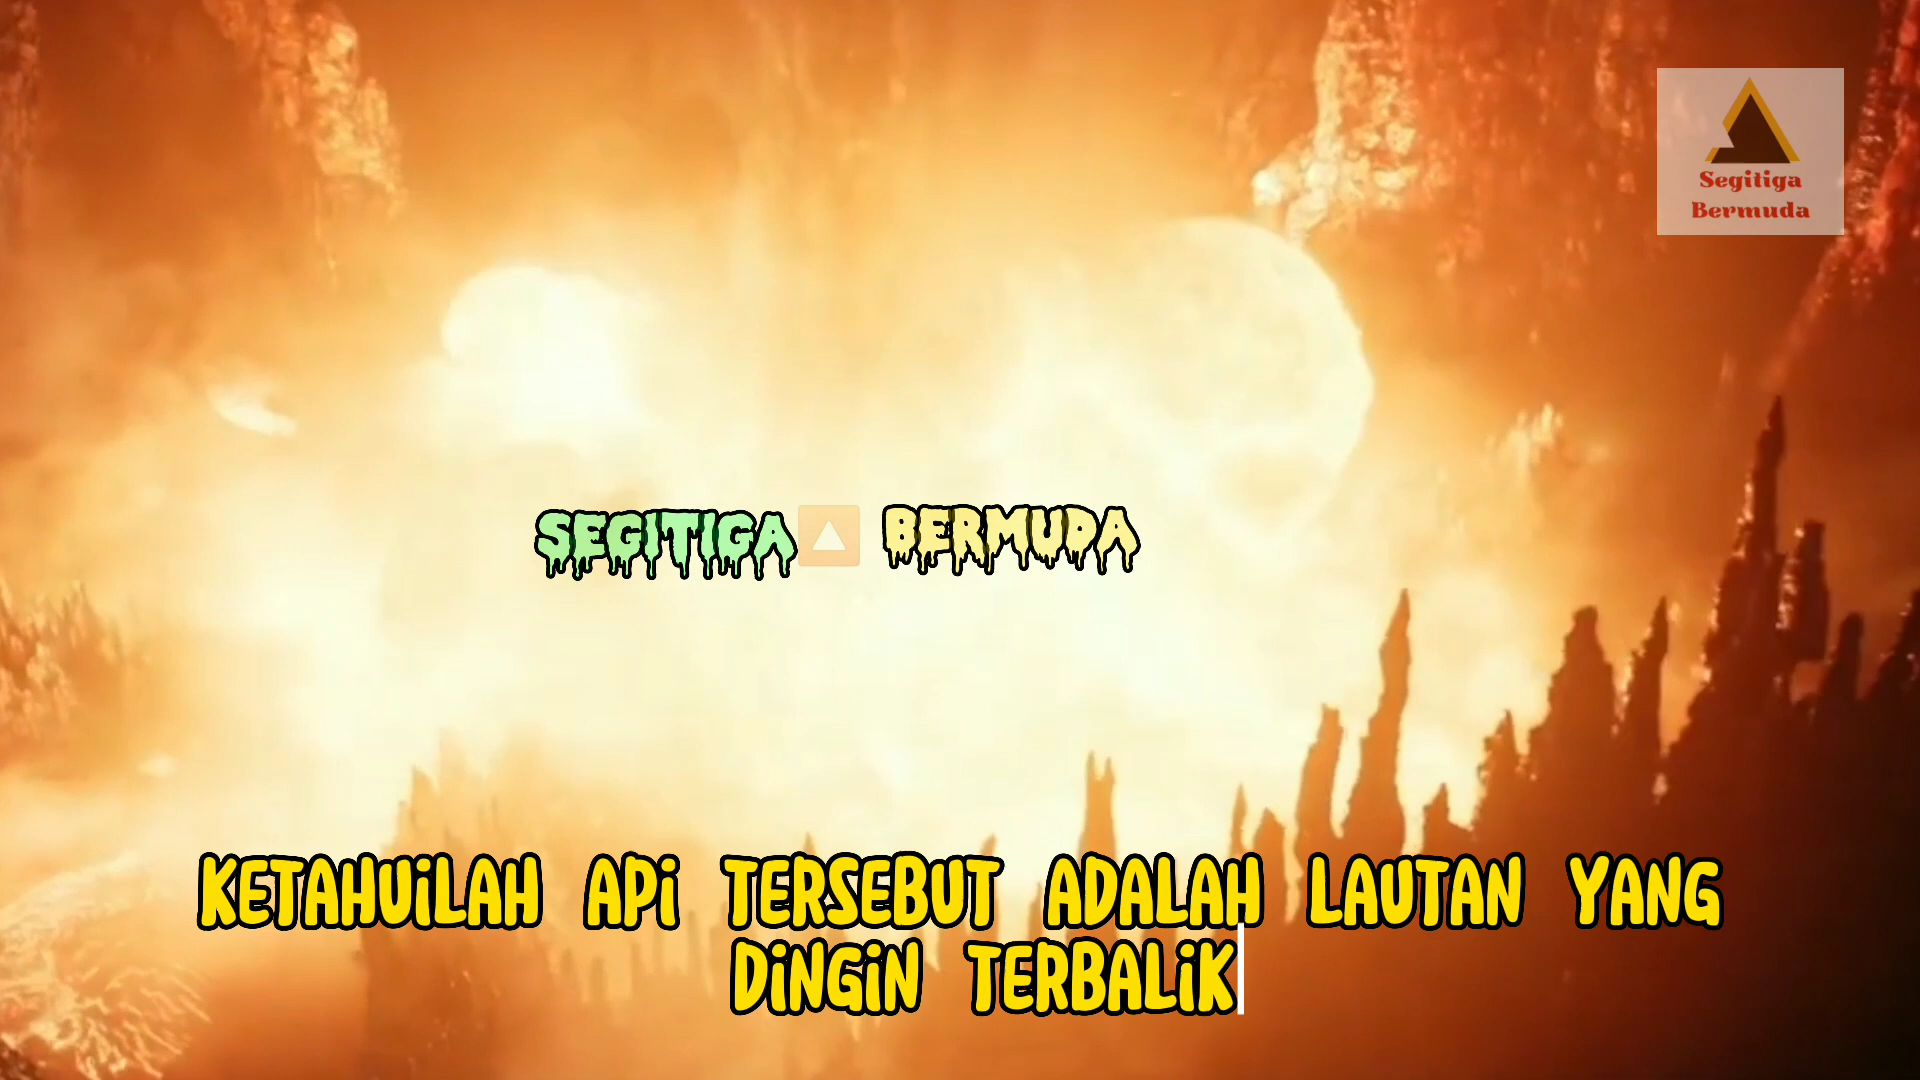 Segitiga
Bermuda
SEGITIGA BERMUDA
KETAHUiLAH APi TERSEBUT ADALAH LAUTAN YANG
DiNGiN TERBALiK